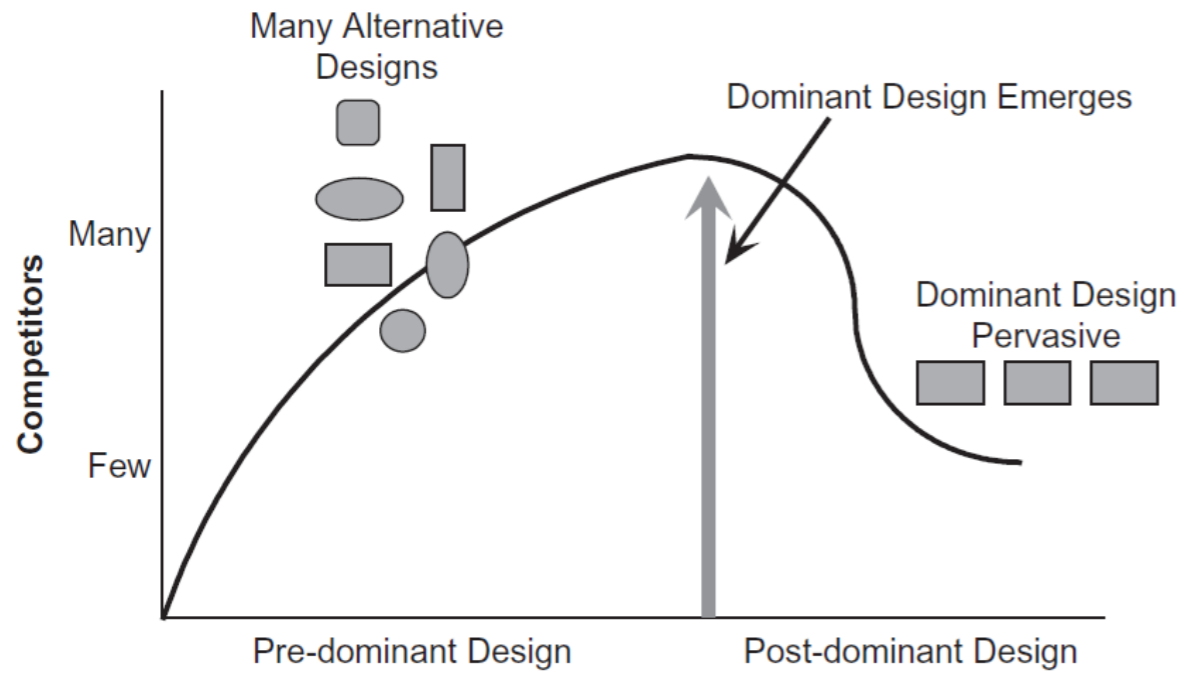 Many Alternative
Designs
Dominant Design Emerges
Many
Dominant Design
Pervasive
Competitors
Few
Pre-dominant Design
Post-dominant Design